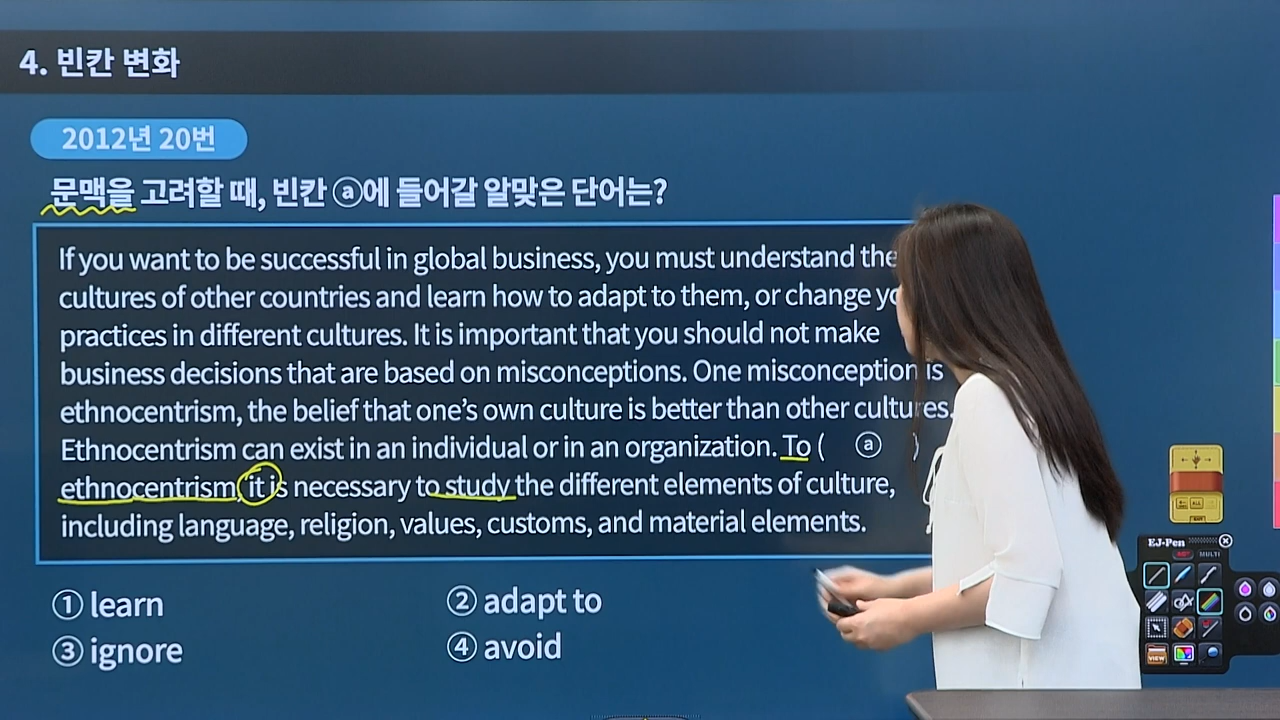 4. 빈칸 변화
2012년 20번
문맥을 고려할 때, 빈칸 ⓐ에 들어갈 알맞은 단어는?
If you want to be successful in global business, you must understand the
cultures of other countries and learn how to adapt to them, or change
practices in different cultures. It is important that you should not make
business decisions that are based on misconceptions. One misconception is
ethnocentrism, the belief that one's own culture is better than other cultures.
Ethnocentrism can exist in an individual or in an organization. To ( ⓐ )
ethnocentrism, it is necessary to study the different elements of culture,
including language, religion, values, customs, and material elements.
① learn
② adapt to
③ ignore
④ avoid
EJ-Pen
MULTI
VIEW